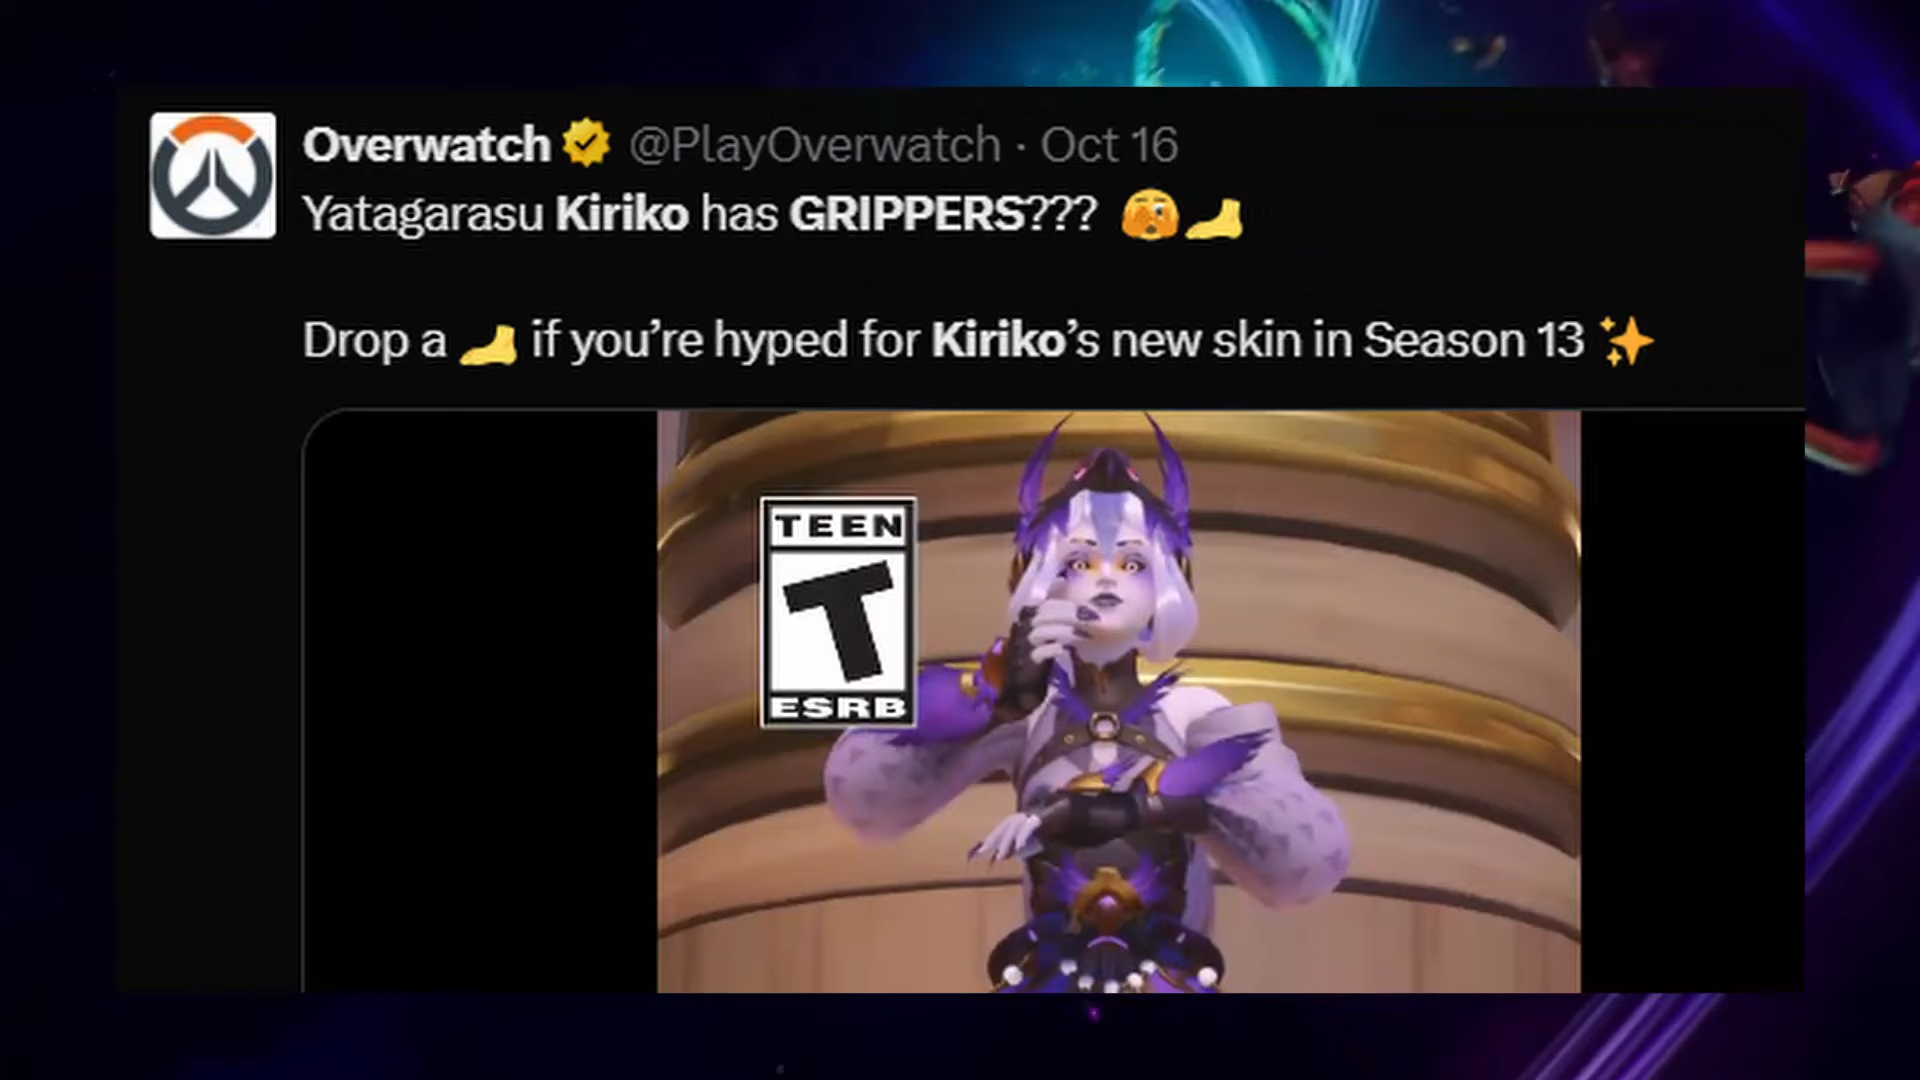 Overwatch @PlayOverwatch · Oct 16
Yatagarasu Kiriko has GRIPPERS??? 🫣🦶
Drop a 🦶 if you’re hyped for Kiriko’s new skin in Season 13 ✨
TEEN
T
ESRB